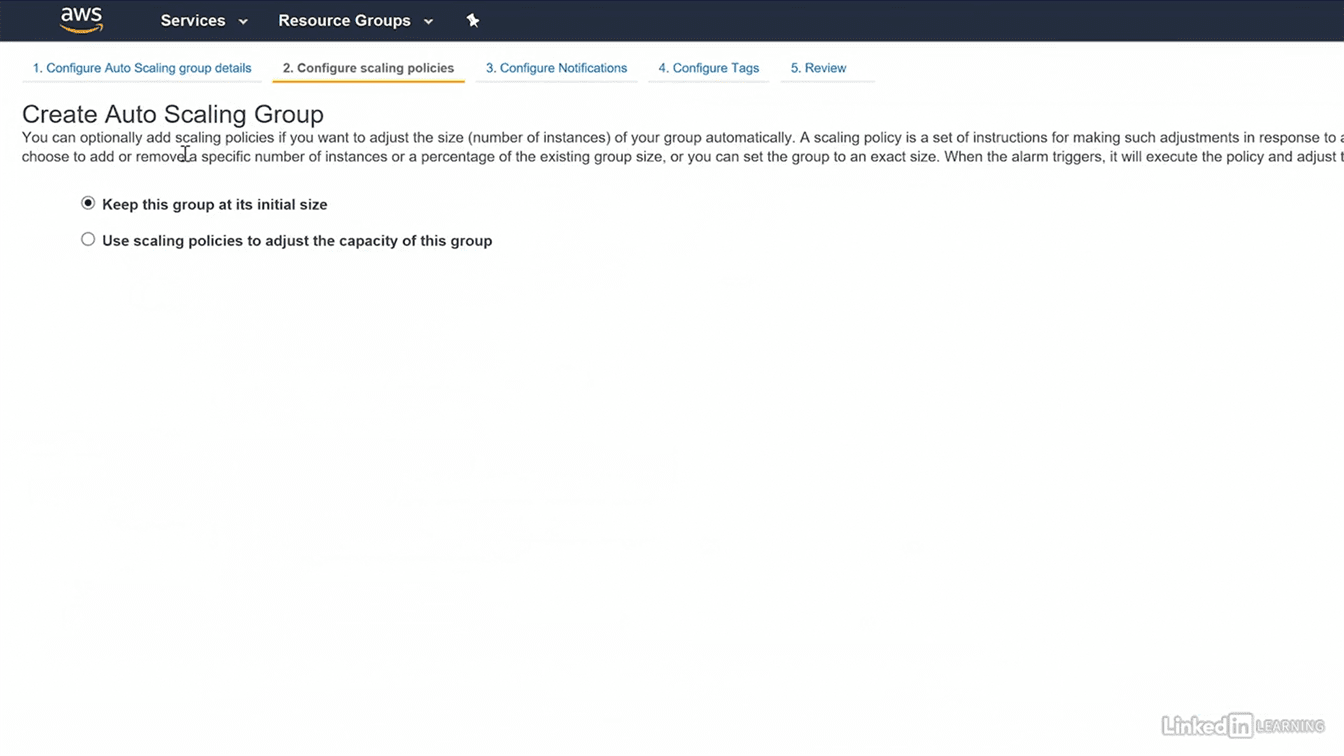 aws
Services
Resource Groups
1. Configure Auto Scaling group details
2. Configure scaling policies
3. Configure Notifications
4. Configure Tags
5. Review
Create Auto Scaling Group
You can optionally add scaling policies if you want to adjust the size (number of instances) of your group automatically. A scaling policy is a set of instructions for making such adjustments in response to
choose to add or remove a specific number of instances or a percentage of the existing group size, or you can set the group to an exact size. When the alarm triggers, it will execute the policy and adjust
Keep this group at its initial size
Use scaling policies to adjust the capacity of this group
LinkedIn LEARNING